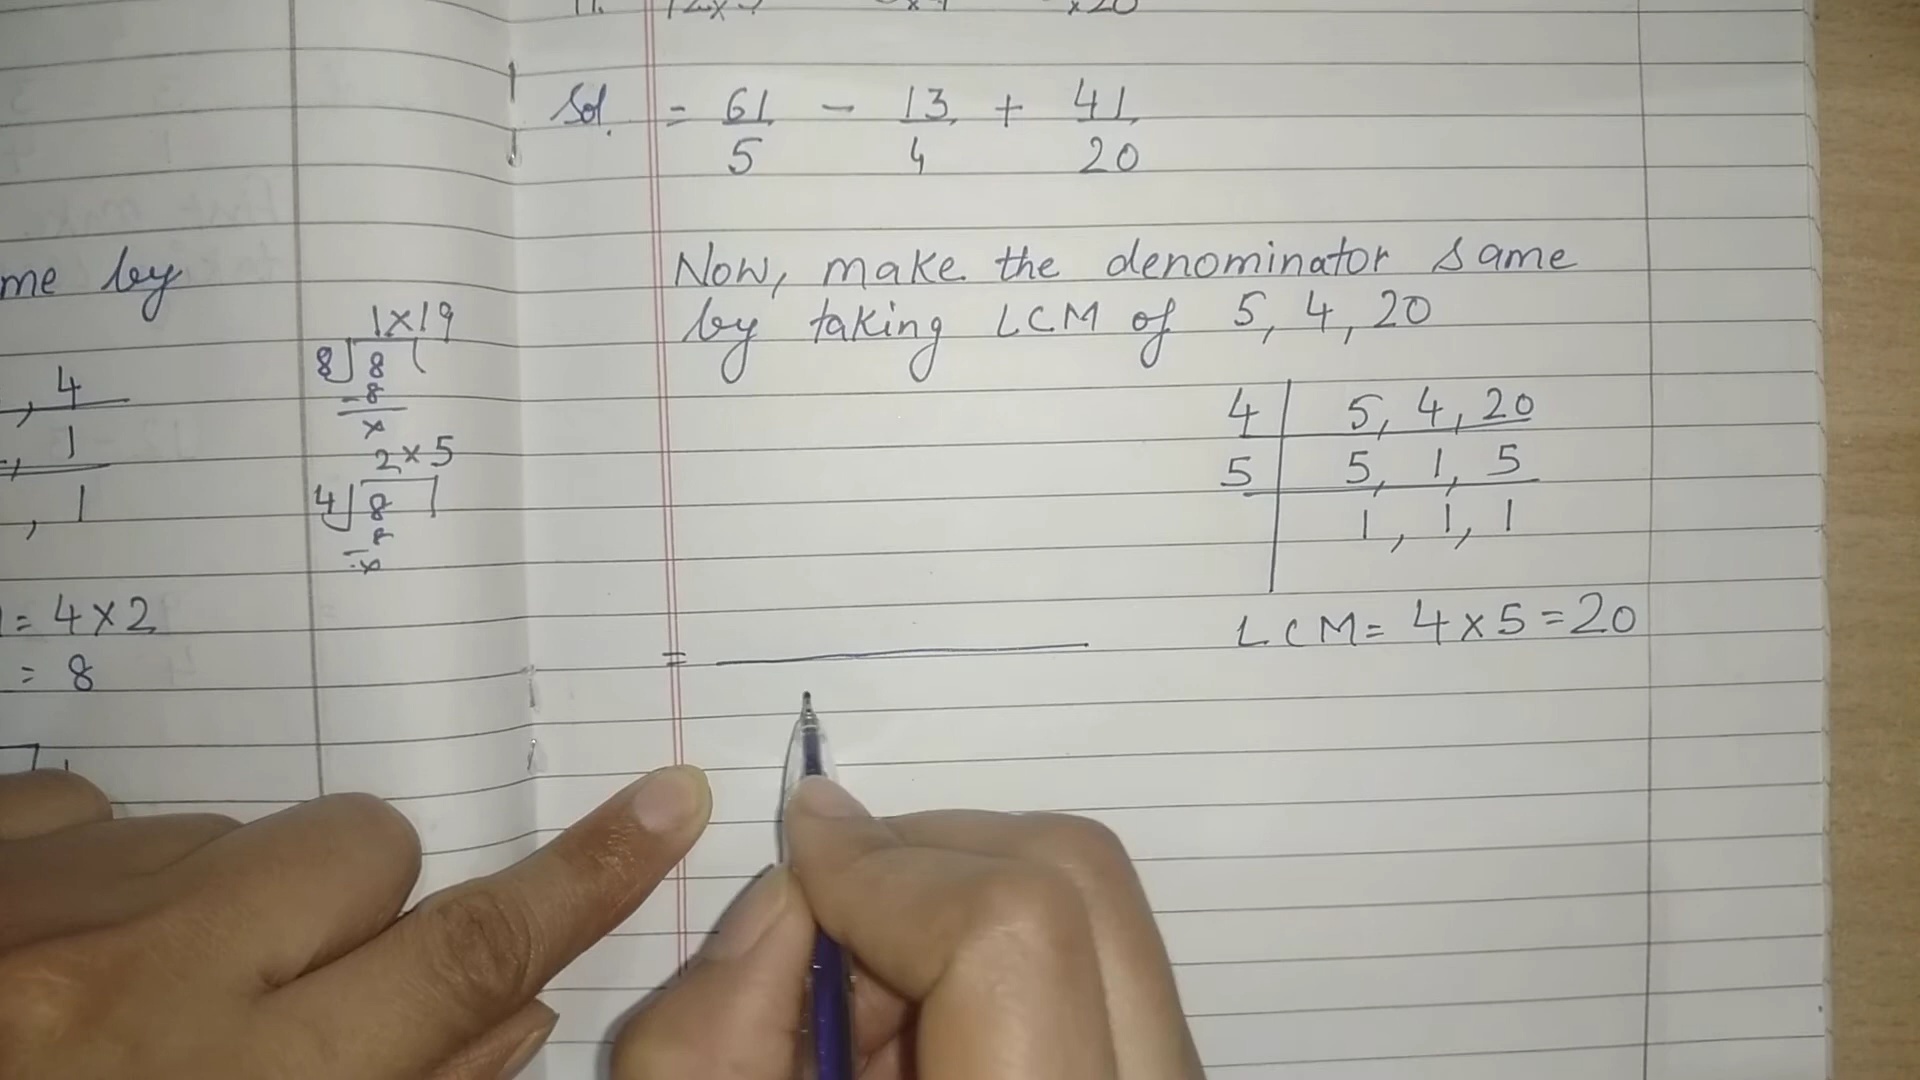 me by
, 4
, 1
, 1
= 4 × 2
= 8
1 × 19
8 ) 8 (
- 8
×
2 × 5
4 ) 8
- 8
×
Sol. = 61/5 - 13/4 + 41/20
Now, make the denominator same
by taking LCM of 5, 4, 20
4 | 5, 4, 20
5 | 5, 1, 5
1, 1, 1
LCM = 4 × 5 = 20
=